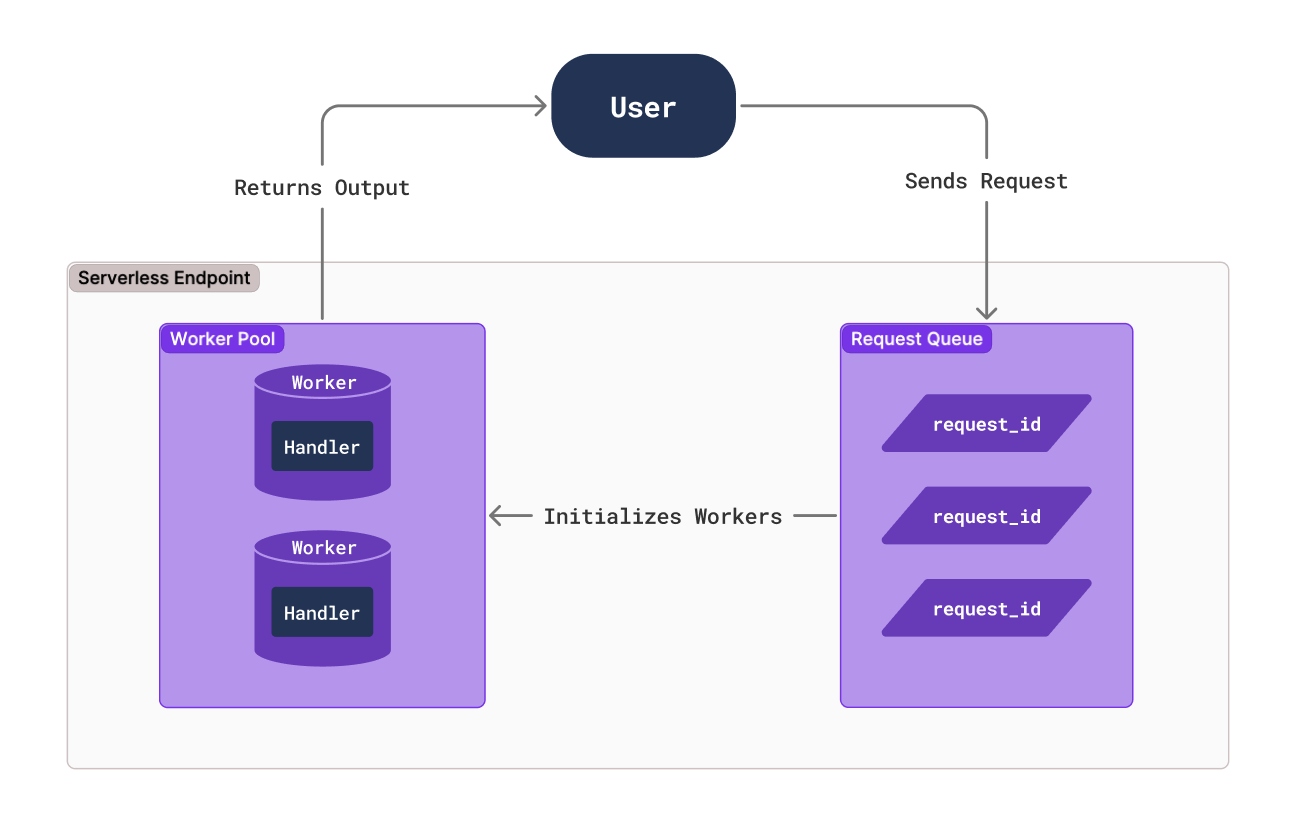 User
Returns Output
Sends Request
Serverless Endpoint
Worker Pool
Worker
Handler
Worker
Handler
Initializes Workers
Request Queue
request_id
request_id
request_id